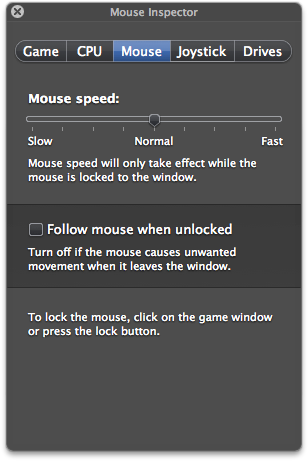 Mouse Inspector
Game CPU Mouse Joystick Drives
Mouse speed:
Slow Normal Fast
Mouse speed will only take effect while the
mouse is locked to the window.
Follow mouse when unlocked
Turn off if the mouse causes unwanted
movement when it leaves the window.
To lock the mouse, click on the game window
or press the lock button.